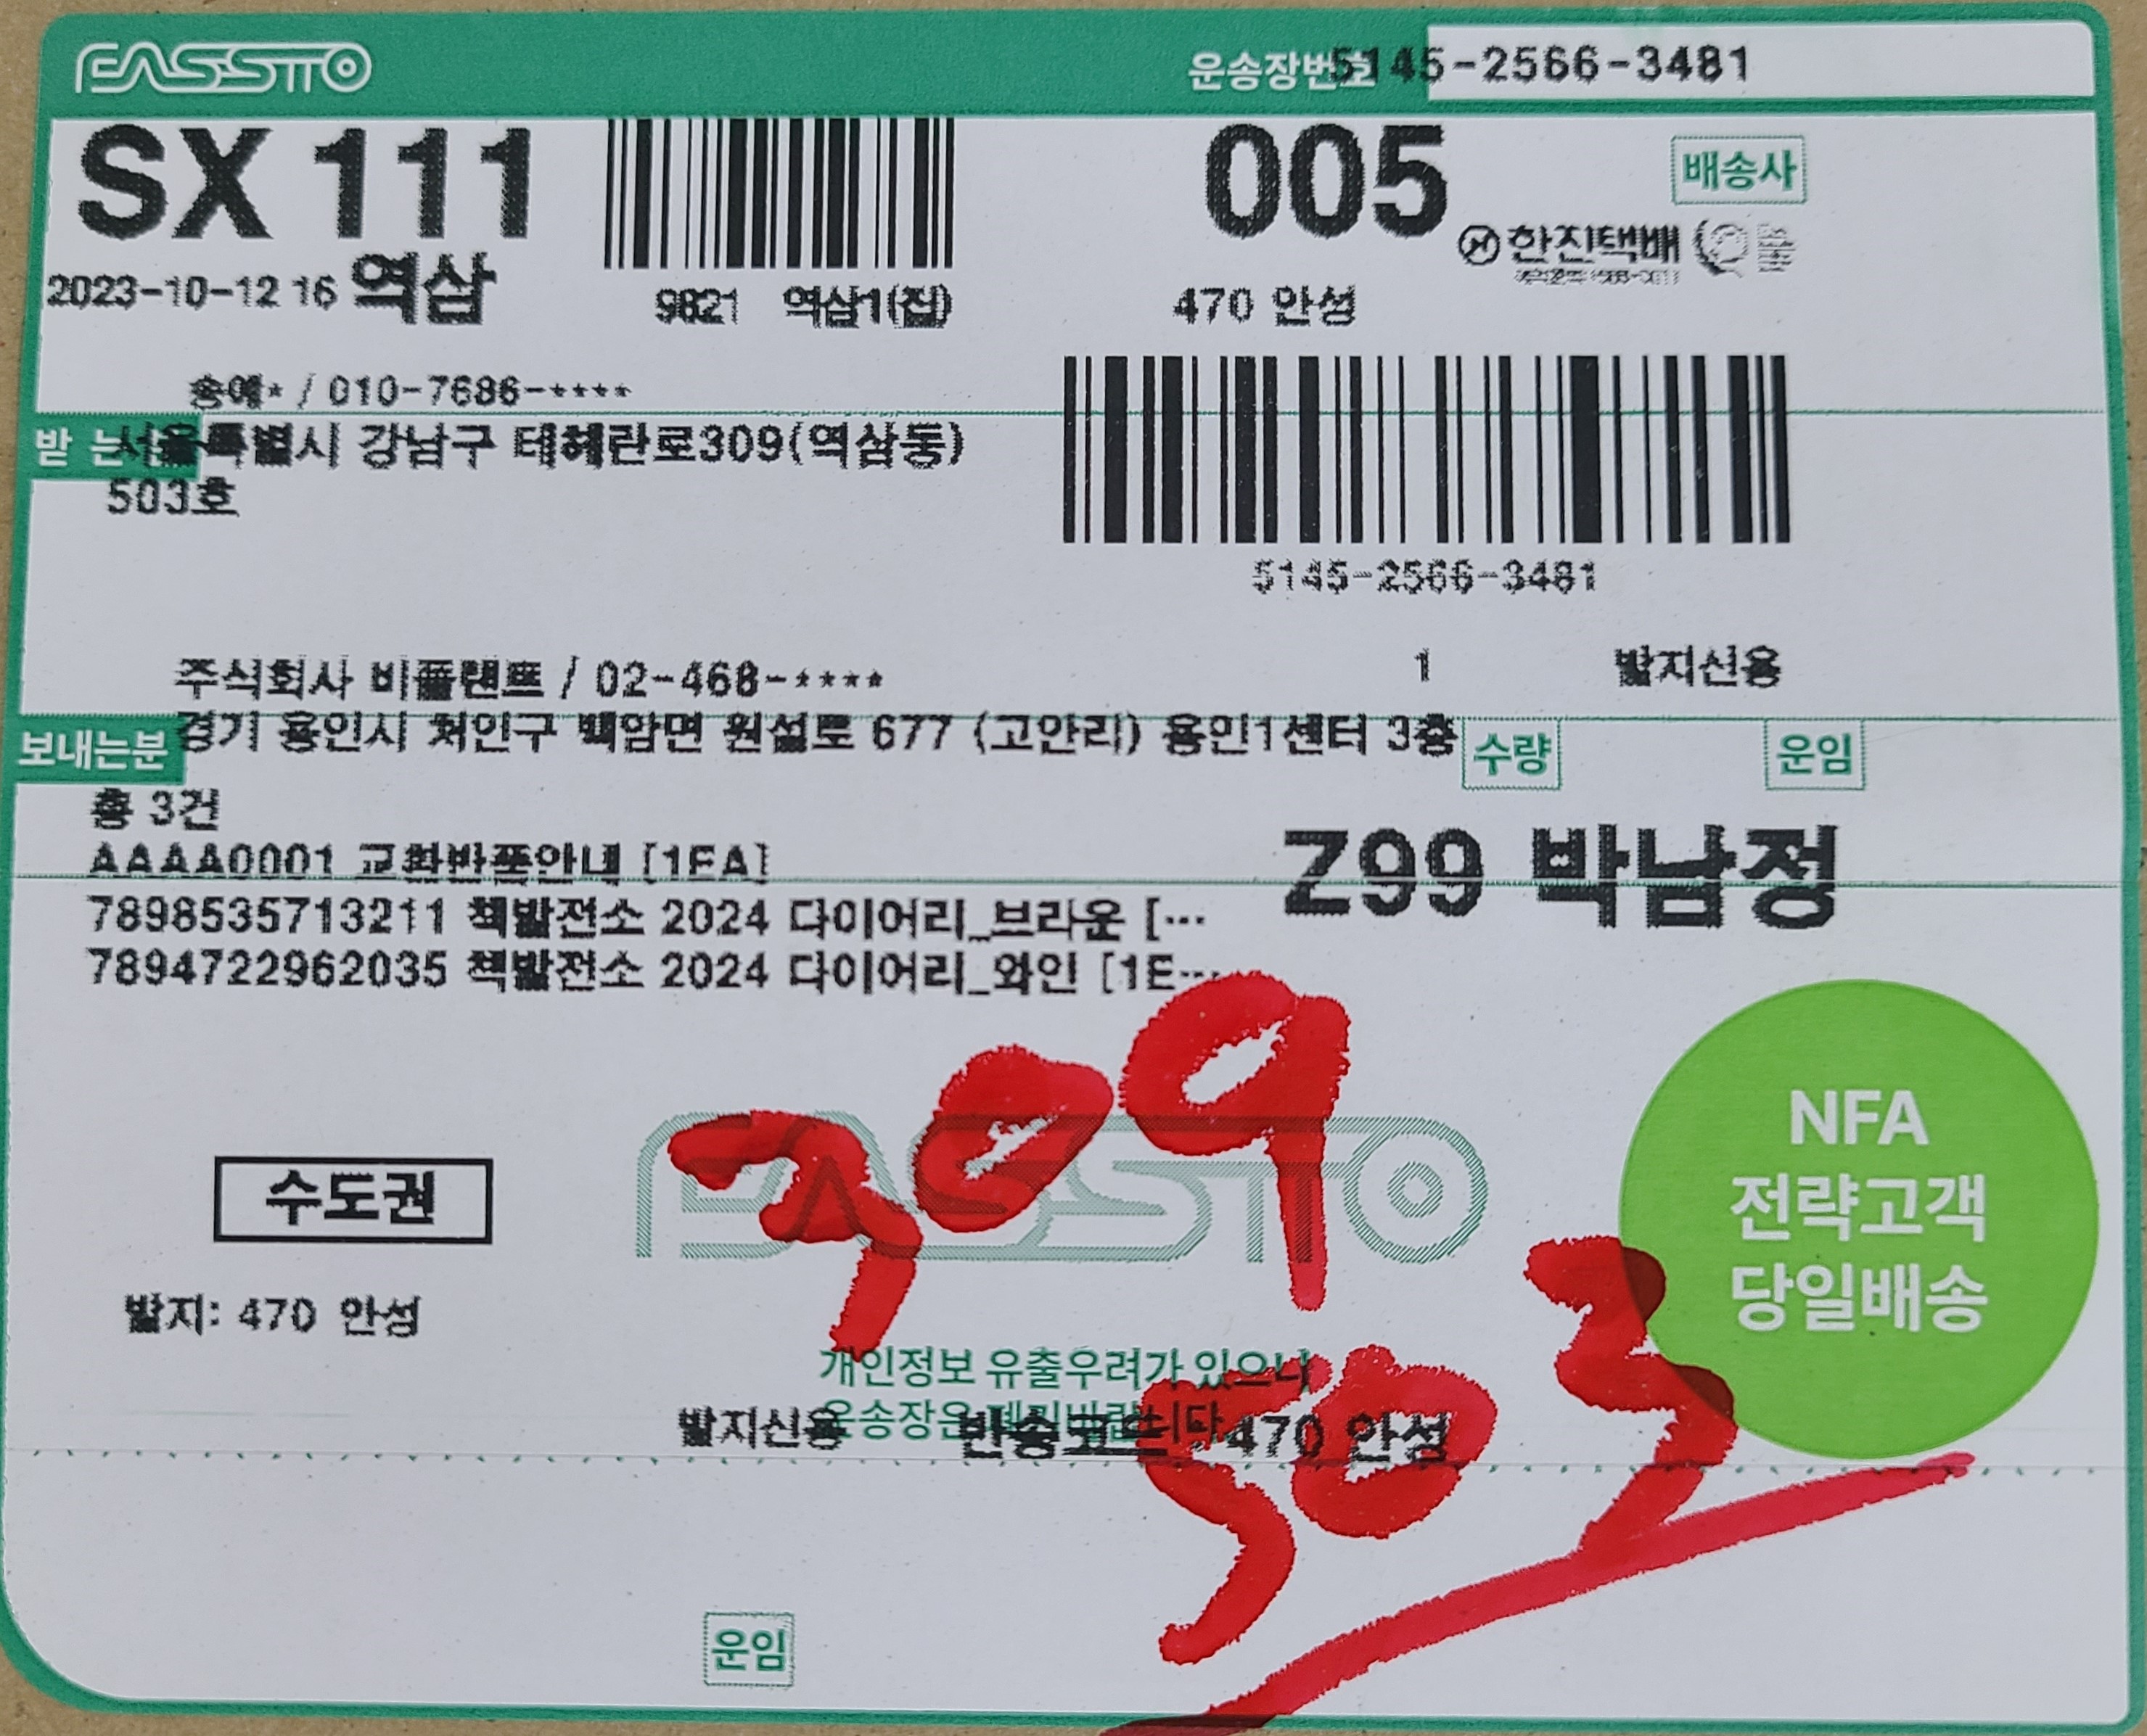 FASSTO
운송장번호 5145-2566-3481
SX 111
005
배송사
2023-10-12 16 역삼
9821 역삼1(집)
470 안성
한진택배
송예* / 010-7686-****
받는
서울특별시 강남구 테헤란로309(역삼동)
503호
5145-2566-3481
주식회사 비플랜트 / 02-468-****
1
발지신용
보내는분
경기 용인시 처인구 백암면 원설로 677 (고안리) 용인1센터 3층
수량
운임
총 3건
AAAA0001 교환반품안내 [1EA]
Z99 박남정
7898535713211 책발전소 2024 다이어리_브라운 […
7894722962035 책발전소 2024 다이어리_와인 [1E…
309
FASSTO
NFA
전략고객
당일배송
수도권
발지: 470 안성
503
개인정보 유출우려가 있으니
운송장은 제거바랍니다
발지신용 반송코드 : 470 안성
운임